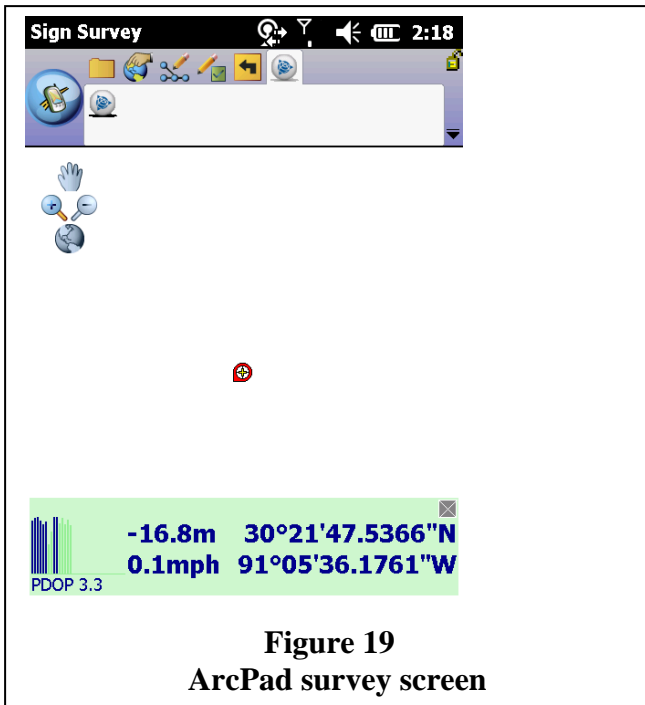 Sign Survey 2:18
-16.8m 30°21'47.5366"N
0.1mph 91°05'36.1761"W
PDOP 3.3
Figure 19
ArcPad survey screen